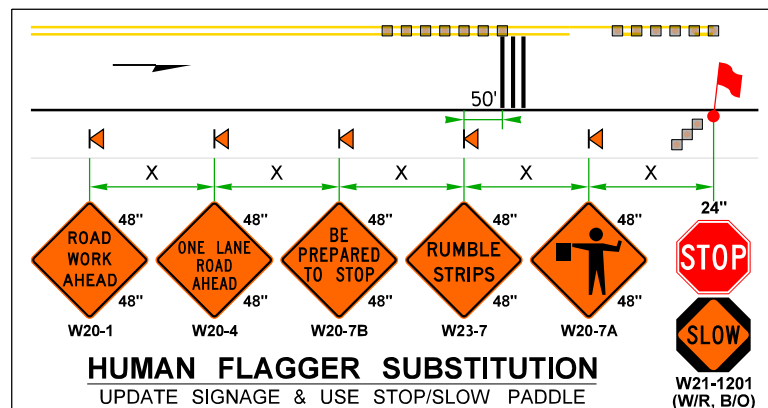 50'
X X X X X
ROAD
WORK
AHEAD
48"
48"
W20-1
ONE LANE
ROAD
AHEAD
48"
48"
W20-4
BE
PREPARED
TO STOP
48"
48"
W20-7B
RUMBLE
STRIPS
48"
48"
W23-7
48"
48"
W20-7A
24"
STOP
SLOW
W21-1201
(W/R, B/O)
HUMAN FLAGGER SUBSTITUTION
UPDATE SIGNAGE & USE STOP/SLOW PADDLE